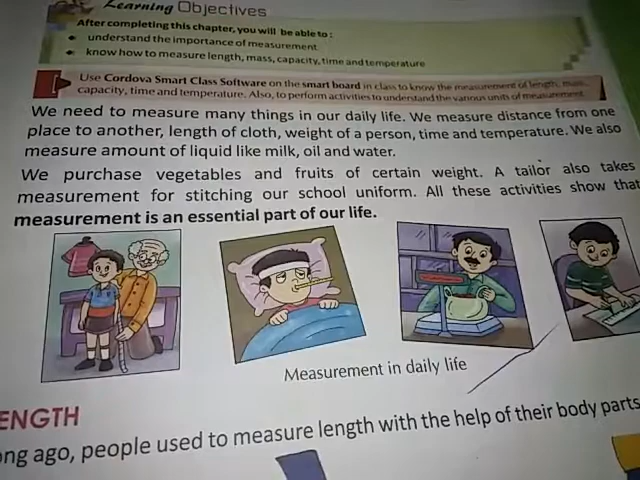 Learning Objectives
After completing this chapter, you will be able to :
understand the importance of measurement
know how to measure length, mass, capacity, time and temperature
Use Cordova Smart Class Software on the smart board in class to know the measurement of length, mass,
capacity, time and temperature. Also, to perform activities to understand the various units of measurement.
We need to measure many things in our daily life. We measure distance from one
place to another, length of cloth, weight of a person, time and temperature. We also
measure amount of liquid like milk, oil and water.
We purchase vegetables and fruits of certain weight. A tailor also takes
measurement for stitching our school uniform. All these activities show that
measurement is an essential part of our life.
Measurement in daily life
ENGTH
ong ago, people used to measure length with the help of their body parts